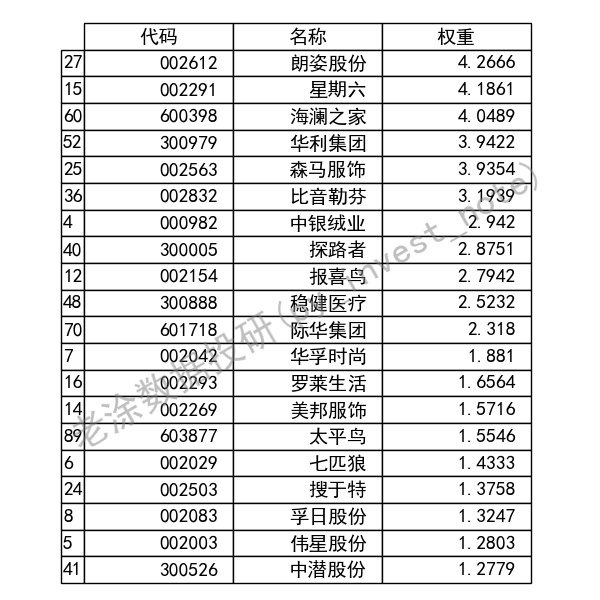 代码 名称 权重
27 002612 朗姿股份 4.2666
15 002291 星期六 4.1861
60 600398 海澜之家 4.0489
52 300979 华利集团 3.9422
25 002563 森马服饰 3.9354
36 002832 比音勒芬 3.1939
4 000982 中银绒业 2.942
40 300005 探路者 2.8751
12 002154 报喜鸟 2.7942
48 300888 稳健医疗 2.5232
70 601718 际华集团 2.318
7 002042 华孚时尚 1.881
16 002293 罗莱生活 1.6564
14 002269 美邦服饰 1.5716
89 603877 太平鸟 1.5546
6 002029 七匹狼 1.4333
24 002503 搜于特 1.3758
8 002083 孚日股份 1.3247
5 002003 伟星股份 1.2803
41 300526 中潜股份 1.2779
老涂数据投研(by invest_note)